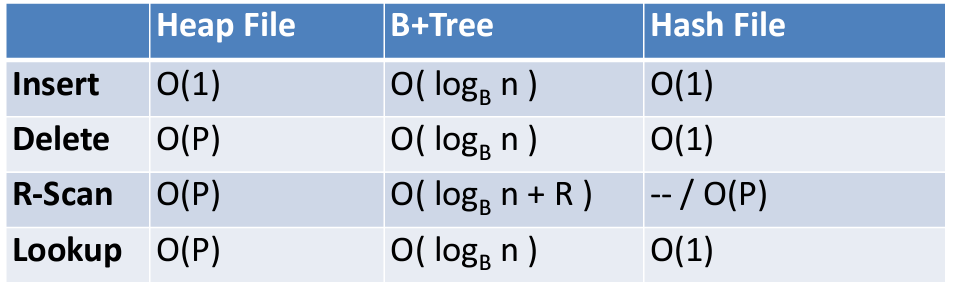 Heap File B+Tree Hash File
Insert O(1) O( log_B n ) O(1)
Delete O(P) O( log_B n ) O(1)
R-Scan O(P) O( log_B n + R ) -- / O(P)
Lookup O(P) O( log_B n ) O(1)